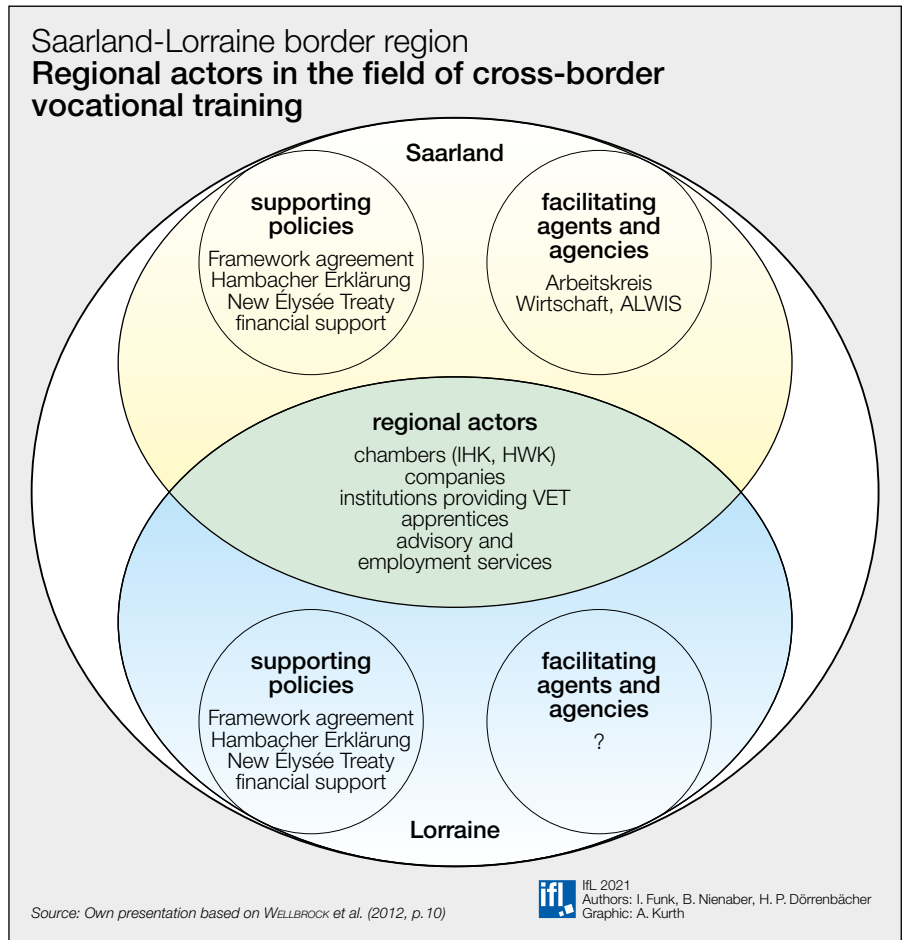 Saarland-Lorraine border region
Regional actors in the field of cross-border
vocational training
Saarland
supporting
policies
Framework agreement
Hambacher Erklärung
New Élysée Treaty
financial support
facilitating
agents and
agencies
Arbeitskreis
Wirtschaft, ALWIS
regional actors
chambers (IHK, HWK)
companies
institutions providing VET
apprentices
advisory and
employment services
supporting
policies
Framework agreement
Hambacher Erklärung
New Élysée Treaty
financial support
facilitating
agents and
agencies
?
Lorraine
Source: Own presentation based on WELLBROCK et al. (2012, p. 10)
ifl
IfL 2021
Authors: I. Funk, B. Nienaber, H. P. Dörrenbächer
Graphic: A. Kurth